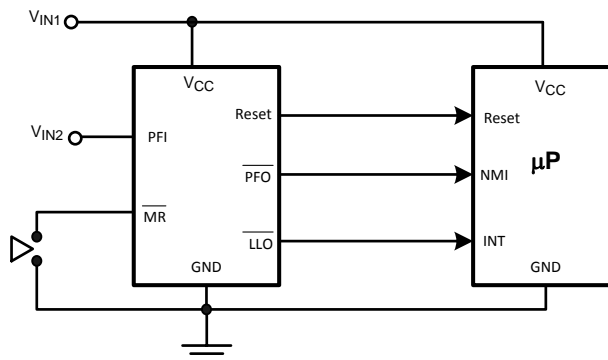 VIN1
VCC
VCC
Reset
Reset
VIN2
PFI
μP
PFO
NMI
MR
LLO
INT
GND
GND